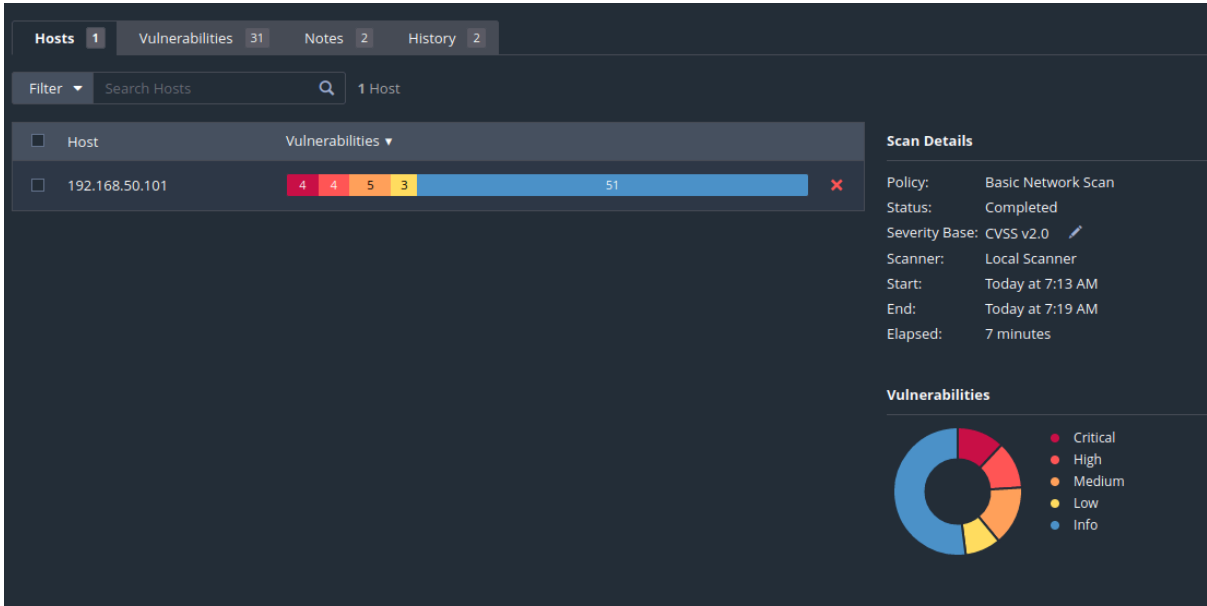 Hosts 1 Vulnerabilities 31 Notes 2 History 2
Filter Search Hosts 1 Host
Host Vulnerabilities
192.168.50.101 4 4 5 3 51
Scan Details
Policy: Basic Network Scan
Status: Completed
Severity Base: CVSS v2.0
Scanner: Local Scanner
Start: Today at 7:13 AM
End: Today at 7:19 AM
Elapsed: 7 minutes
Vulnerabilities
Critical
High
Medium
Low
Info